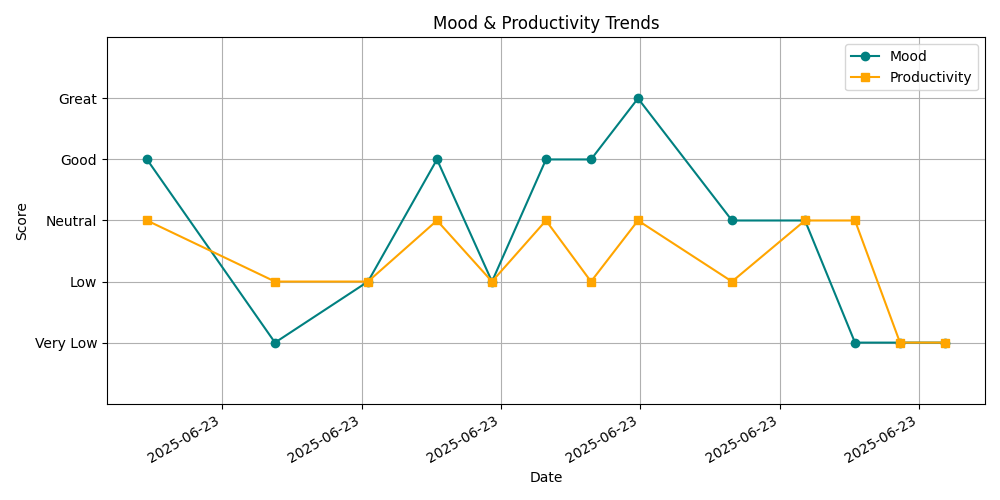 Mood & Productivity Trends
Mood
Productivity
Great
Good
Neutral
Low
Very Low
Score
2025-06-23
2025-06-23
2025-06-23
2025-06-23
2025-06-23
2025-06-23
Date